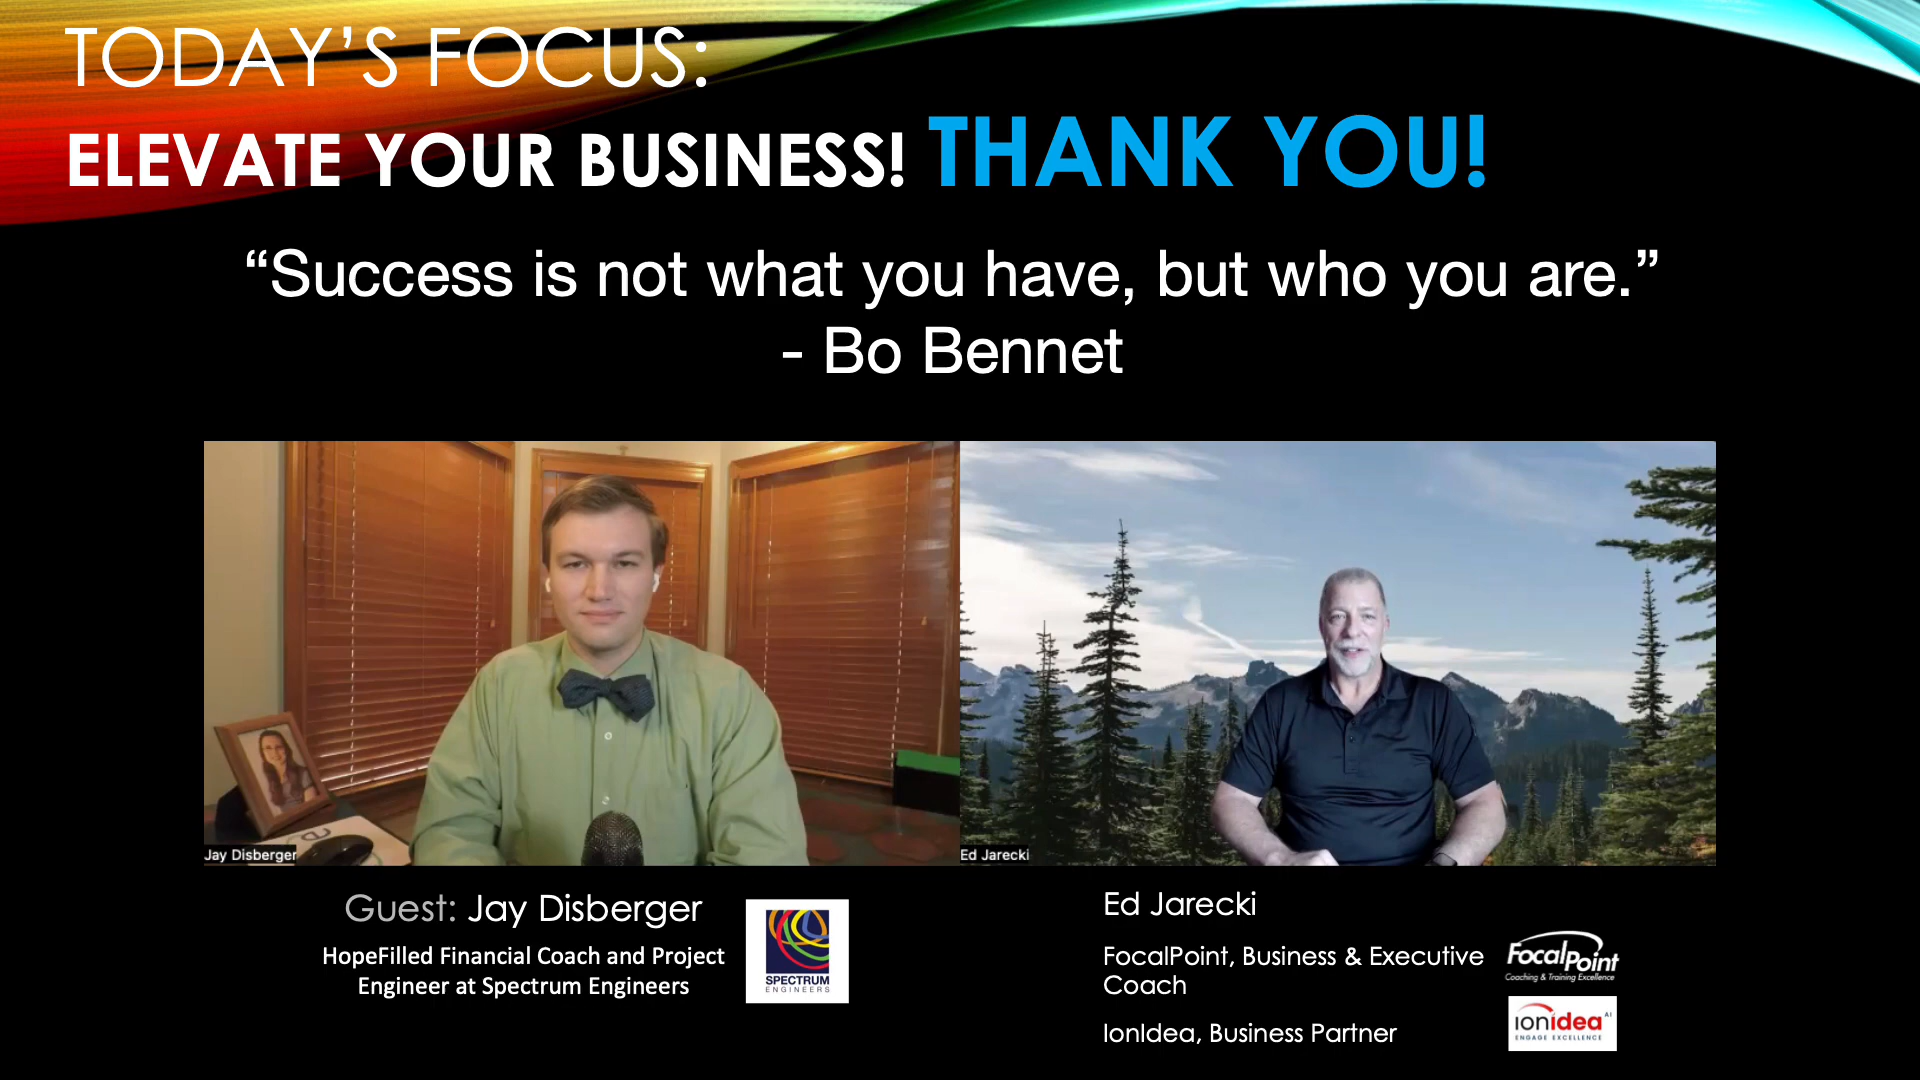 TODAY’S FOCUS:
ELEVATE YOUR BUSINESS! THANK YOU!
“Success is not what you have, but who you are.”
- Bo Bennet
Jay Disberger
Ed Jarecki
Guest: Jay Disberger
HopeFilled Financial Coach and Project
Engineer at Spectrum Engineers
SPECTRUM
ENGINEERS
Ed Jarecki
FocalPoint, Business & Executive
Coach
IonIdea, Business Partner
FocalPoint
Coaching & Training Excellence
ionidea AI
ENGAGE EXCELLENCE